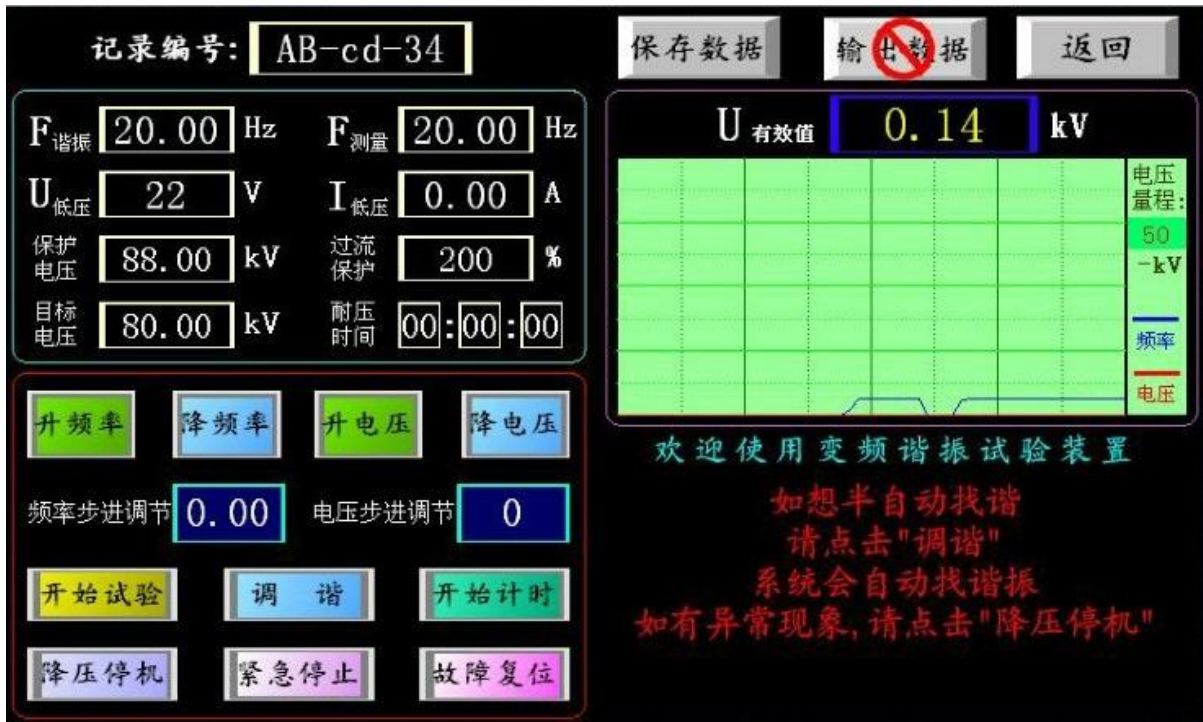 记录编号: AB-cd-34 保存数据 输出数据 返回
F谐振 20.00 Hz F测量 20.00 Hz
U低压 22 V I低压 0.00 A
保护电压 88.00 kV 过流保护 200 %
目标电压 80.00 kV 耐压时间 00:00:00
升频率 降频率 升电压 降电压
频率步进调节 0.00 电压步进调节 0
开始试验 调 谐 开始计时
降压停机 紧急停止 故障复位
U有效值 0.14 kV
电压
量程:
50
-kV
频率
电压
欢迎使用变频谐振试验装置
如想半自动找谐
请点击"调谐"
系统会自动找谐振
如有异常现象,请点击"降压停机"